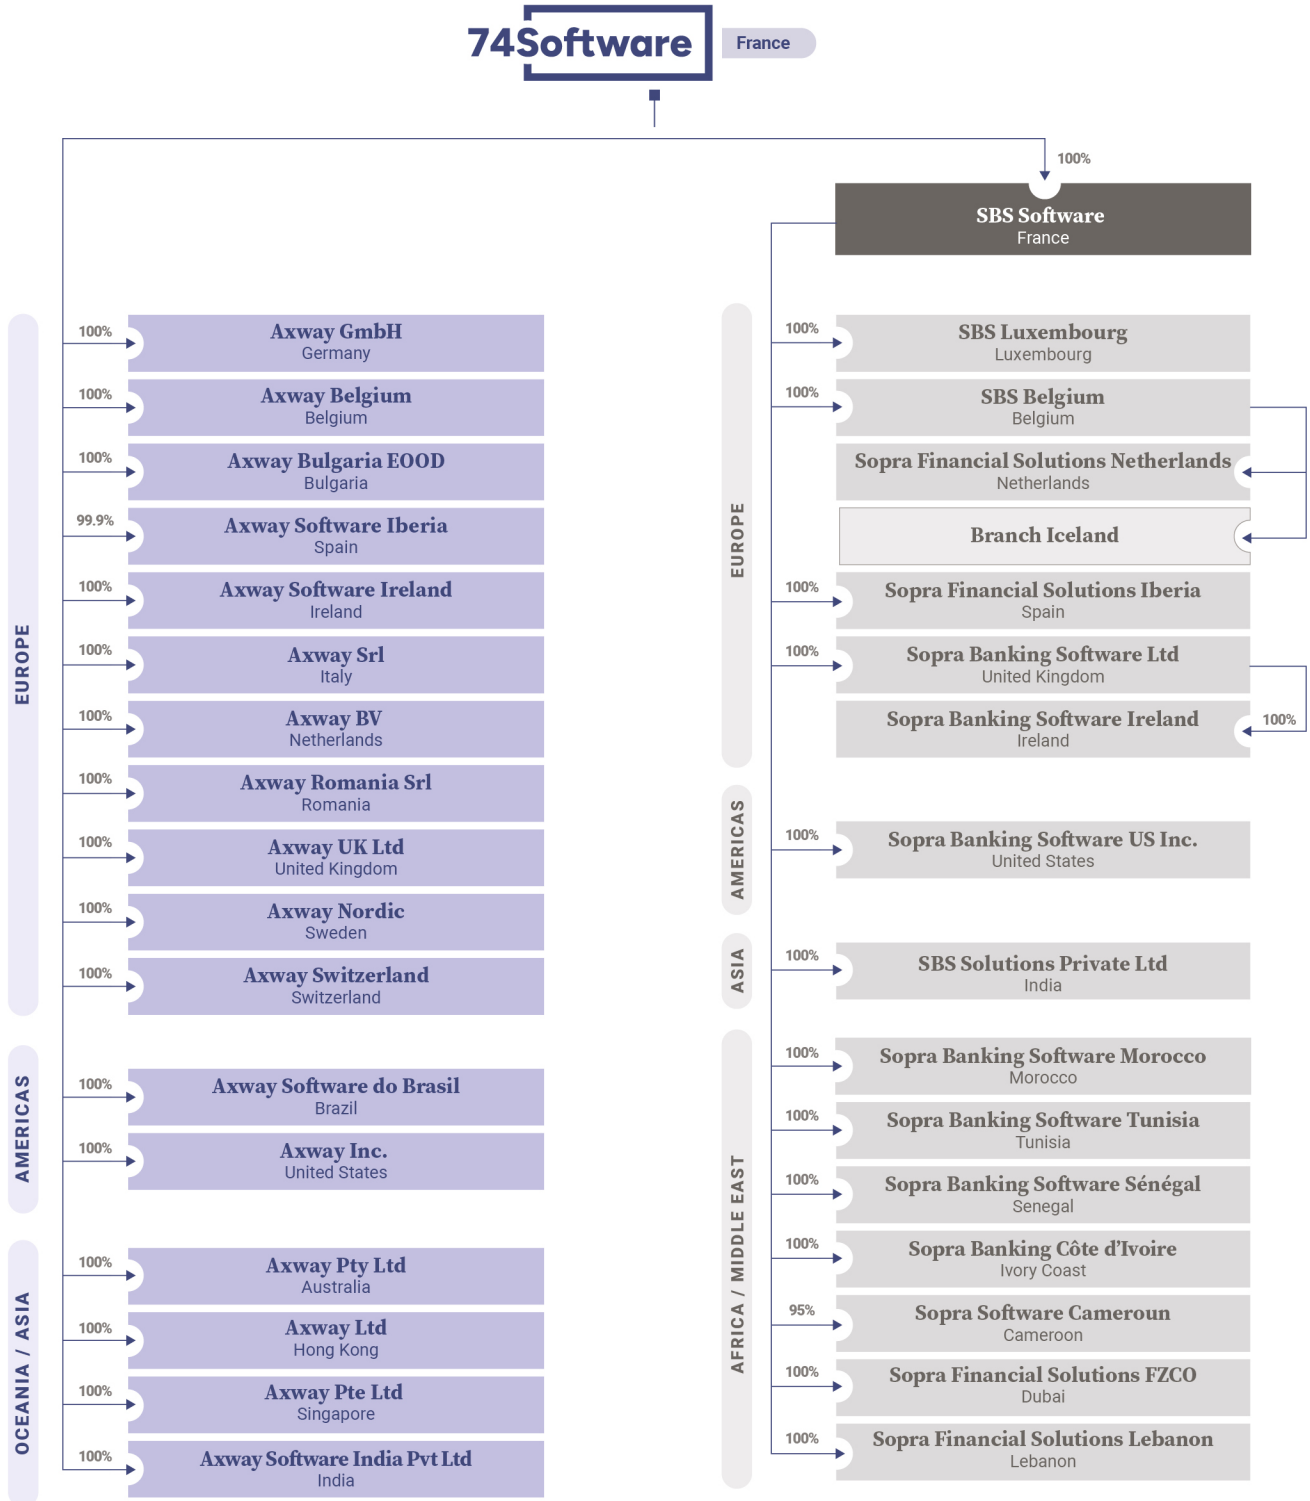 74Software
France
100%
SBS Software
France
EUROPE
100%
Axway GmbH
Germany
100%
Axway Belgium
Belgium
100%
Axway Bulgaria EOOD
Bulgaria
99.9%
Axway Software Iberia
Spain
100%
Axway Software Ireland
Ireland
100%
Axway Srl
Italy
100%
Axway BV
Netherlands
100%
Axway Romania Srl
Romania
100%
Axway UK Ltd
United Kingdom
100%
Axway Nordic
Sweden
100%
Axway Switzerland
Switzerland
AMERICAS
100%
Axway Software do Brasil
Brazil
100%
Axway Inc.
United States
OCEANIA / ASIA
100%
Axway Pty Ltd
Australia
100%
Axway Ltd
Hong Kong
100%
Axway Pte Ltd
Singapore
100%
Axway Software India Pvt Ltd
India
EUROPE
100%
SBS Luxembourg
Luxembourg
100%
SBS Belgium
Belgium
Sopra Financial Solutions Netherlands
Netherlands
Branch Iceland
100%
Sopra Financial Solutions Iberia
Spain
100%
Sopra Banking Software Ltd
United Kingdom
Sopra Banking Software Ireland
Ireland
100%
AMERICAS
100%
Sopra Banking Software US Inc.
United States
ASIA
100%
SBS Solutions Private Ltd
India
AFRICA / MIDDLE EAST
100%
Sopra Banking Software Morocco
Morocco
100%
Sopra Banking Software Tunisia
Tunisia
100%
Sopra Banking Software Sénégal
Senegal
100%
Sopra Banking Côte d’Ivoire
Ivory Coast
95%
Sopra Software Cameroun
Cameroon
100%
Sopra Financial Solutions FZCO
Dubai
100%
Sopra Financial Solutions Lebanon
Lebanon